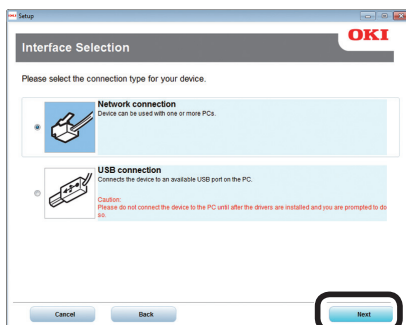 Setup
OKI
Interface Selection
Please select the connection type for your device.
Network connection
Device can be used with one or more PCs.
USB connection
Connects the device to an available USB port on the PC.
Caution:
Please do not connect the device to the PC until after the drivers are installed and you are prompted to do
so.
Cancel Back Next